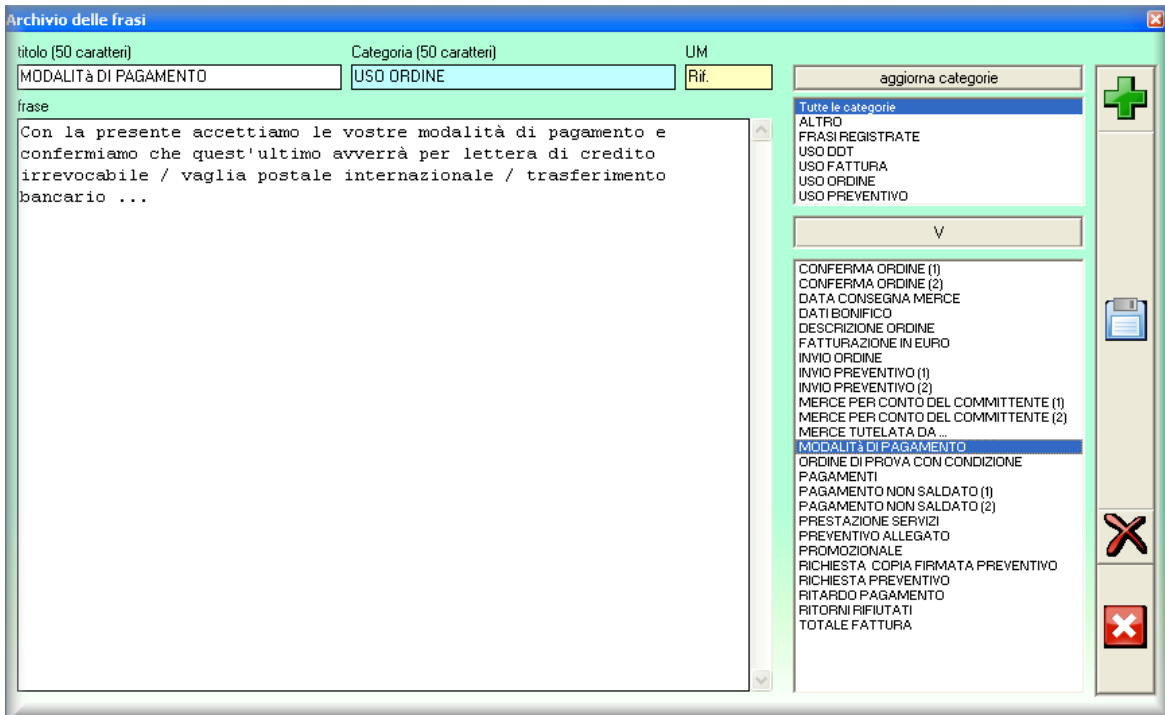 Archivio delle frasi
titolo (50 caratteri)
Categoria (50 caratteri)
UM
MODALITà DI PAGAMENTO
USO ORDINE
Rif.
frase
Con la presente accettiamo le vostre modalità di pagamento e
confermiamo che quest'ultimo avverrà per lettera di credito
irrevocabile / vaglia postale internazionale / trasferimento
bancario ...
aggiorna categorie
Tutte le categorie
ALTRO
FRASI REGISTRATE
USO DDT
USO FATTURA
USO ORDINE
USO PREVENTIVO
V
CONFERMA ORDINE (1)
CONFERMA ORDINE (2)
DATA CONSEGNA MERCE
DATI BONIFICO
DESCRIZIONE ORDINE
FATTURAZIONE IN EURO
INVIO ORDINE
INVIO PREVENTIVO (1)
INVIO PREVENTIVO (2)
MERCE PER CONTO DEL COMMITTENTE (1)
MERCE PER CONTO DEL COMMITTENTE (2)
MERCE TUTELATA DA ...
MODALITà DI PAGAMENTO
ORDINE DI PROVA CON CONDIZIONE
PAGAMENTI
PAGAMENTO NON SALDATO (1)
PAGAMENTO NON SALDATO (2)
PRESTAZIONE SERVIZI
PREVENTIVO ALLEGATO
PROMOZIONALE
RICHIESTA  COPIA FIRMATA PREVENTIVO
RICHIESTA PREVENTIVO
RITARDO PAGAMENTO
RITORNI RIFIUTATI
TOTALE FATTURA